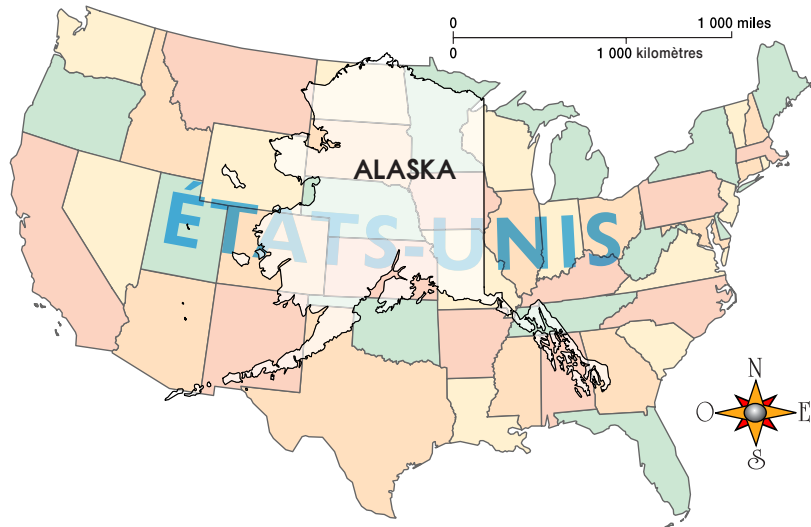 0 1 000 miles
0 1 000 kilomètres
ALASKA
ÉTATS-UNIS
N
O E
S